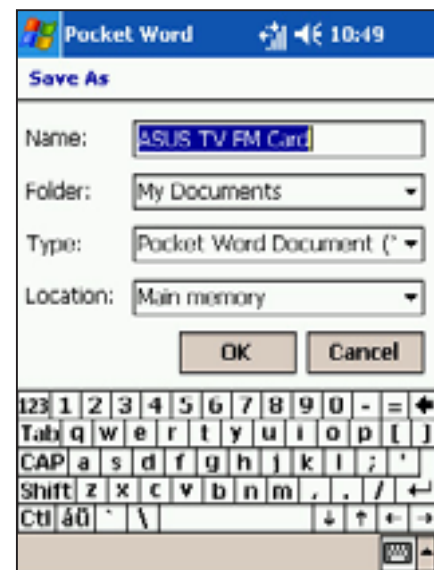 Pocket Word 10:49
Save As
Name: ASUS TV FM Card
Folder: My Documents
Type: Pocket Word Document (*
Location: Main memory
OK Cancel
123 1 2 3 4 5 6 7 8 9 0 - =
Tab q w e r t y u i o p [ ]
CAP a s d f g h j k l ; '
Shift z x c v b n m , . /
Ctl áü ` \